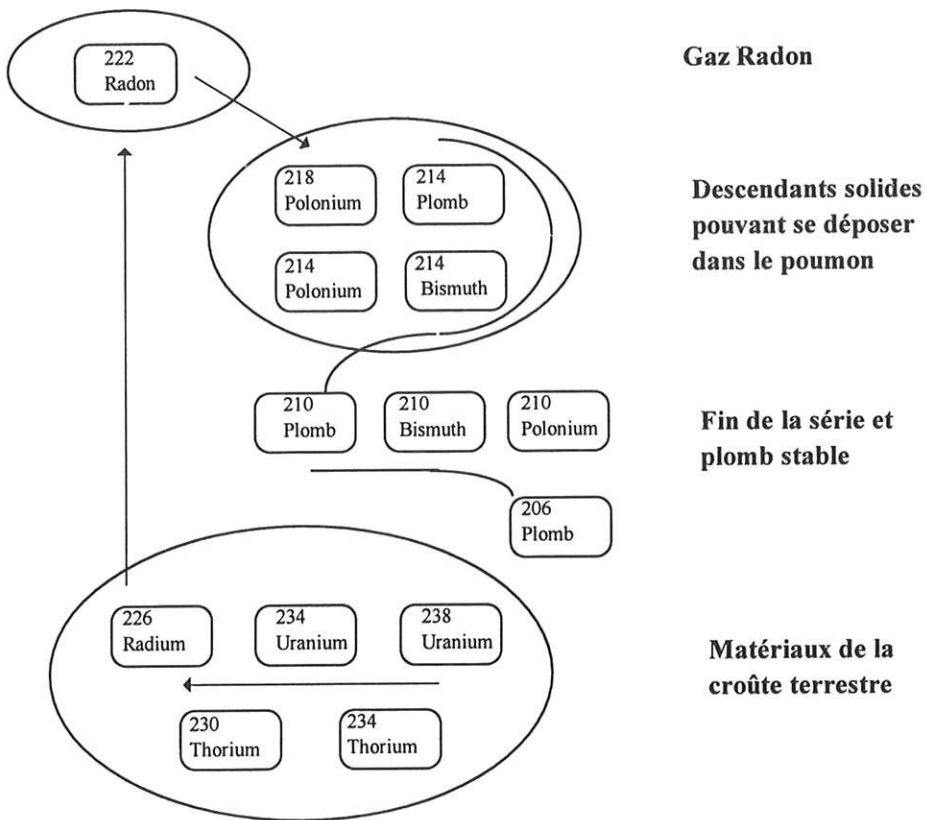 222
Radon
Gaz Radon
218
Polonium
214
Plomb
214
Polonium
214
Bismuth
Descendants solides
pouvant se déposer
dans le poumon
210
Plomb
210
Bismuth
210
Polonium
206
Plomb
Fin de la série et
plomb stable
226
Radium
234
Uranium
238
Uranium
230
Thorium
234
Thorium
Matériaux de la
croûte terrestre